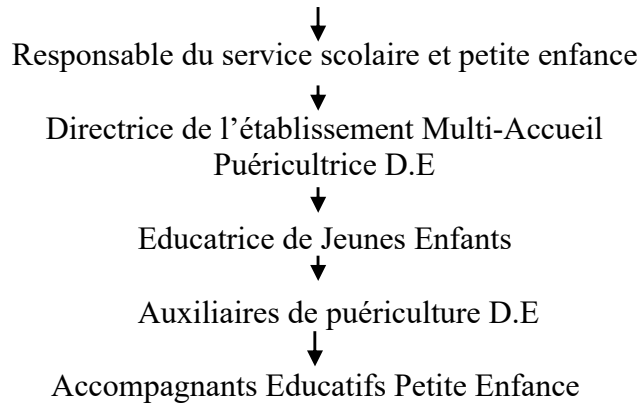 Responsable du service scolaire et petite enfance
Directrice de l’établissement Multi-Accueil
Puéricultrice D.E
Educatrice de Jeunes Enfants
Auxiliaires de puériculture D.E
Accompagnants Educatifs Petite Enfance